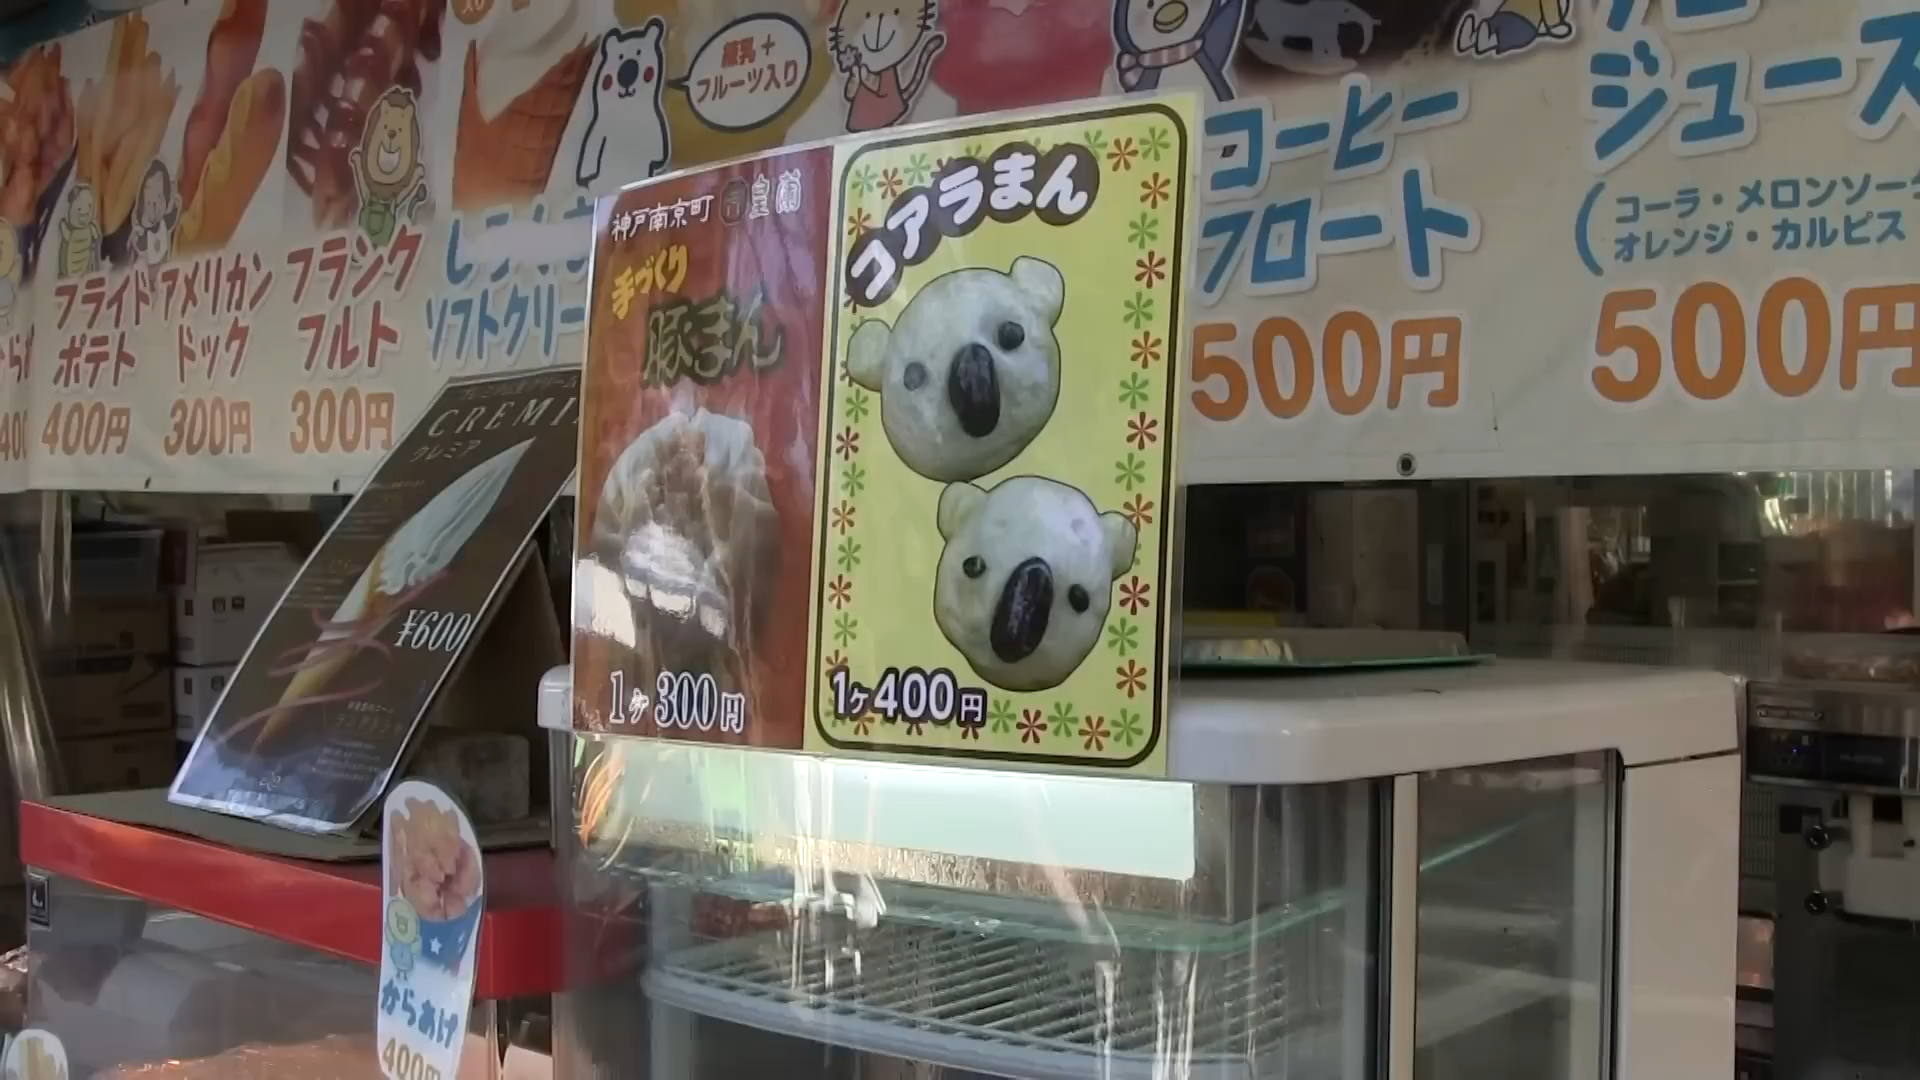 練乳+
フルーツ入り
フライド
ポテト
400円
アメリカン
ドック
300円
フランク
フルト
300円
しろくま
ソフトクリー
コーヒー
フロート
500円
ジュース
コーラ・メロンソー
オレンジ・カルピス
500円
CREMI
クレミア
¥600
神戸南京町
手づくり
豚まん
1ヶ300円
コアラまん
1ヶ400円
からあげ
400円